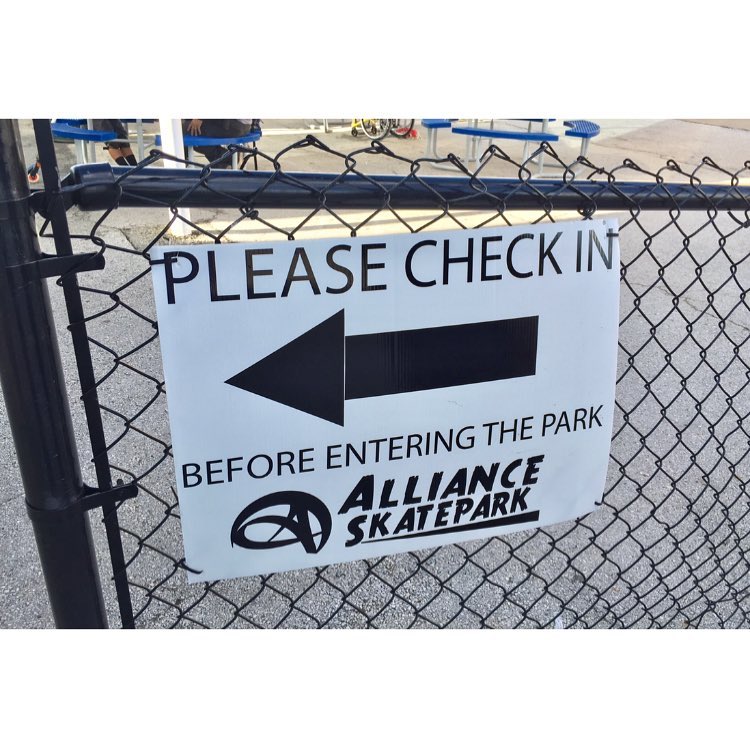 PLEASE CHECK IN
BEFORE ENTERING THE PARK
ALLIANCE
SKATEPARK